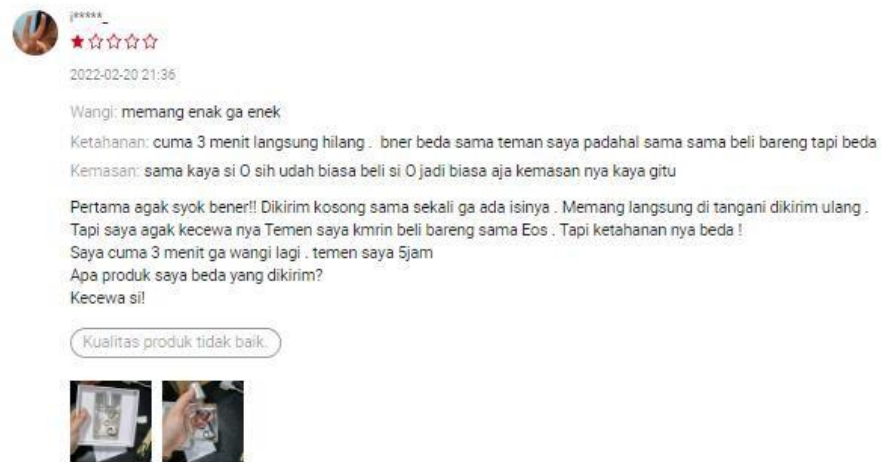 j*****_
2022-02-20 21:36
Wangi: memang enak ga enek
Ketahanan: cuma 3 menit langsung hilang . bner beda sama teman saya padahal sama sama beli bareng tapi beda
Kemasan: sama kaya si O sih udah biasa beli si O jadi biasa aja kemasan nya kaya gitu
Pertama agak syok bener!! Dikirim kosong sama sekali ga ada isinya . Memang langsung di tangani dikirim ulang .
Tapi saya agak kecewa nya Temen saya kmrin beli bareng sama Eos . Tapi ketahanan nya beda !
Saya cuma 3 menit ga wangi lagi . temen saya 5jam
Apa produk saya beda yang dikirim?
Kecewa si!
Kualitas produk tidak baik.